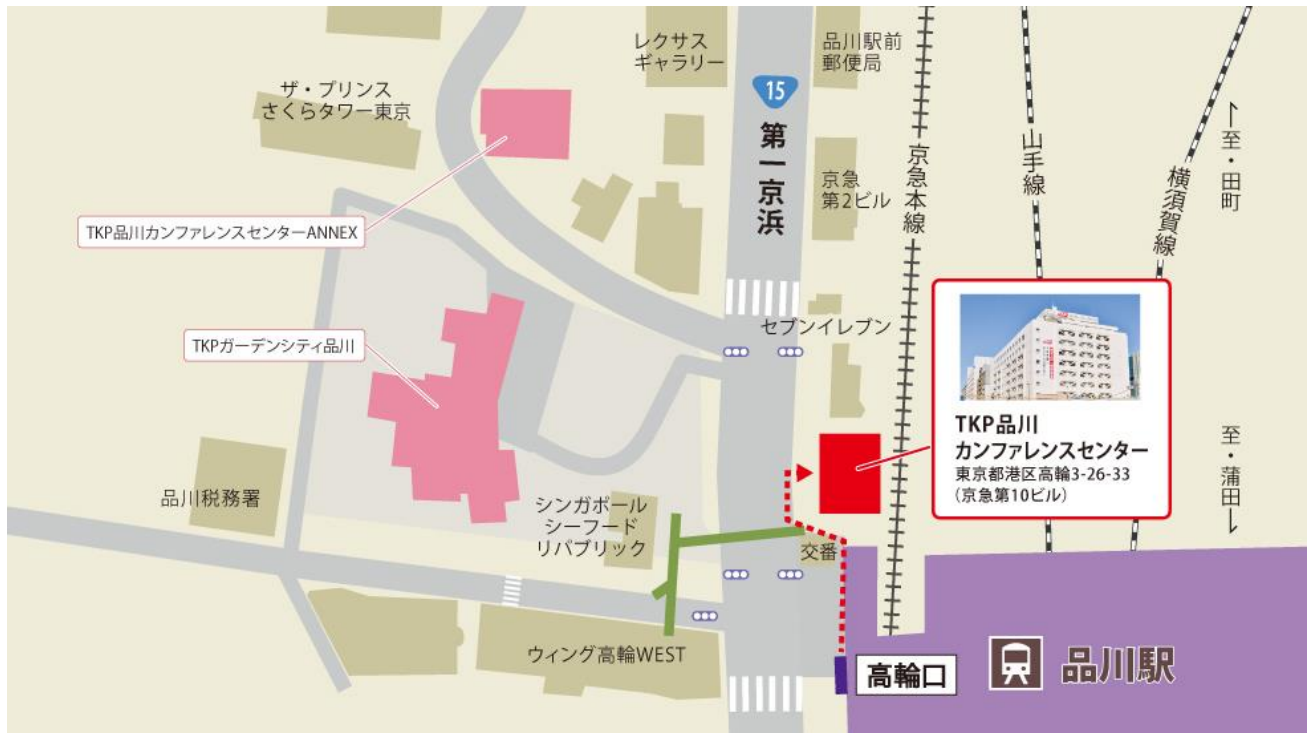 レクサス
ギャラリー
品川駅前
郵便局
ザ・プリンス
さくらタワー東京
15
第一京浜
京急
第2ビル
京急本線
山手線
横須賀線
←至・田町
TKP品川カンファレンスセンターANNEX
TKPガーデンシティ品川
セブンイレブン
TKP品川
カンファレンスセンター
東京都港区高輪3-26-33
(京急第10ビル)
至・蒲田→
品川税務署
シンガポール
シーフード
リパブリック
交番
ウィング高輪WEST
高輪口
品川駅